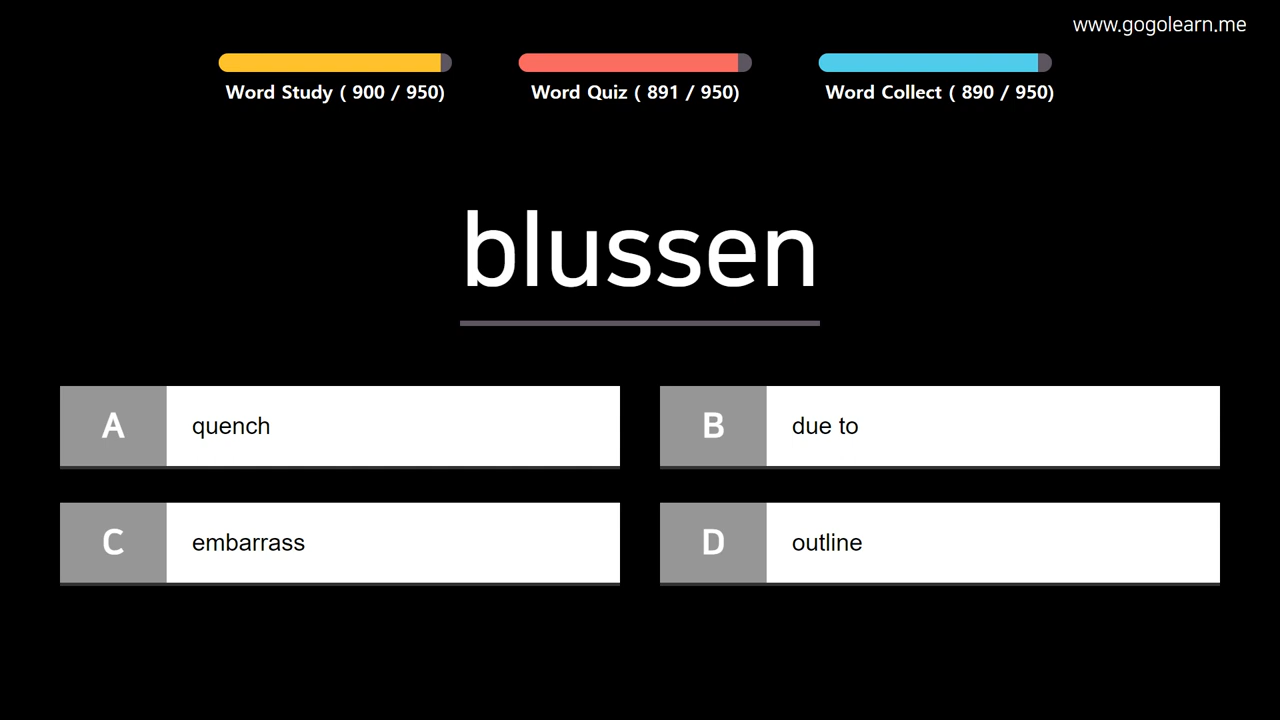 www.gogolearn.me
Word Study ( 900 / 950)
Word Quiz ( 891 / 950)
Word Collect ( 890 / 950)
blussen
A quench
B due to
C embarrass
D outline